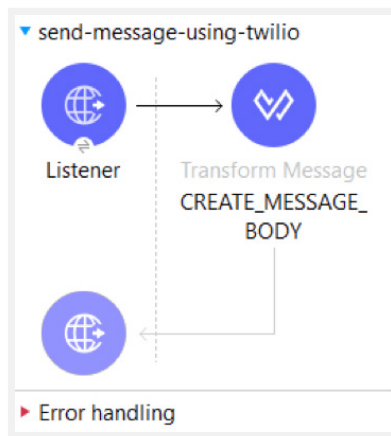 send-message-using-twilio
Listener
Transform Message
CREATE_MESSAGE_
BODY
Error handling